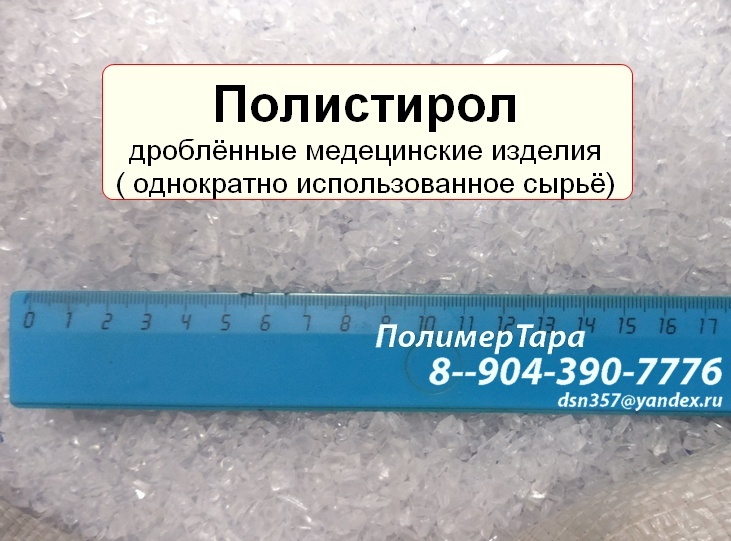 Полистирол
дроблённые медецинские изделия
( однократно использованное сырьё)
0 1 2 3 4 5 6 7 8 9 10 11 12 13 14 15 16 17
ПолимерТара
8--904-390-7776
dsn357@yandex.ru